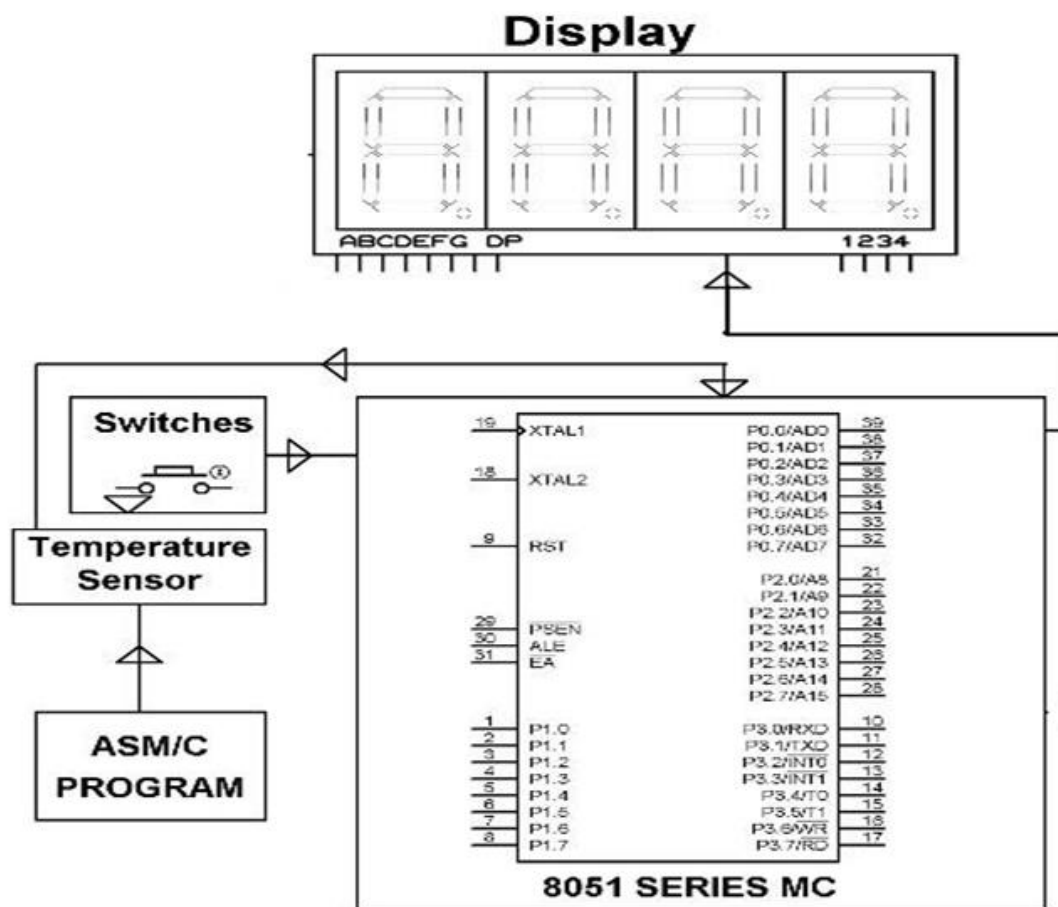 Display
ABCDEFG DP
1234
Switches
Temperature
Sensor
ASM/C
PROGRAM
19 XTAL1
18 XTAL2
9 RST
29 PSEN
30 ALE
31 EA
1 P1.0
2 P1.1
3 P1.2
4 P1.3
5 P1.4
6 P1.5
7 P1.6
8 P1.7
P0.0/AD0 39
P0.1/AD1 38
P0.2/AD2 37
P0.3/AD3 36
P0.4/AD4 35
P0.5/AD5 34
P0.6/AD6 33
P0.7/AD7 32
P2.0/A8 21
P2.1/A9 22
P2.2/A10 23
P2.3/A11 24
P2.4/A12 25
P2.5/A13 26
P2.6/A14 27
P2.7/A15 28
P3.0/RXD 10
P3.1/TXD 11
P3.2/INT0 12
P3.3/INT1 13
P3.4/T0 14
P3.5/T1 15
P3.6/WR 16
P3.7/RD 17
8051 SERIES MC